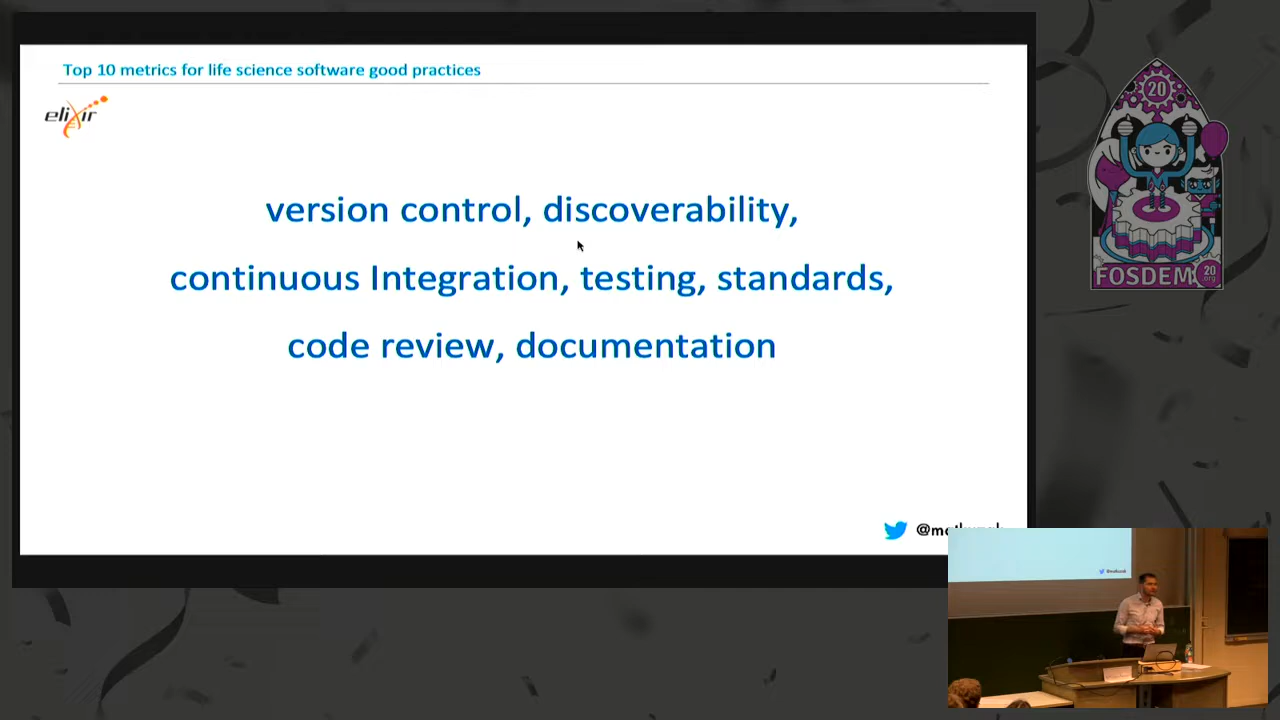 Top 10 metrics for life science software good practices
elixir
version control, discoverability,
continuous Integration, testing, standards,
code review, documentation
20
FOSDEM 20
.org